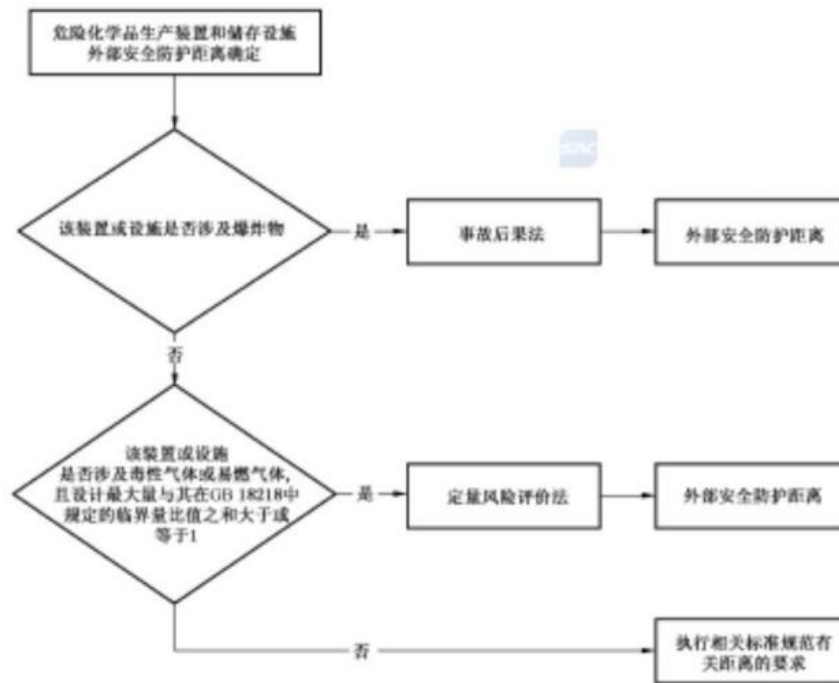 危险化学品生产装置和储存设施
外部安全防护距离确定
该装置或设施是否涉及爆炸物
是
事故后果法
外部安全防护距离
否
该装置或设施
是否涉及毒性气体或易燃气体,
且设计最大量与其在GB 18218中
规定的临界量比值之和大于或
等于1
是
定量风险评价法
外部安全防护距离
否
执行相关标准规范有
关距离的要求